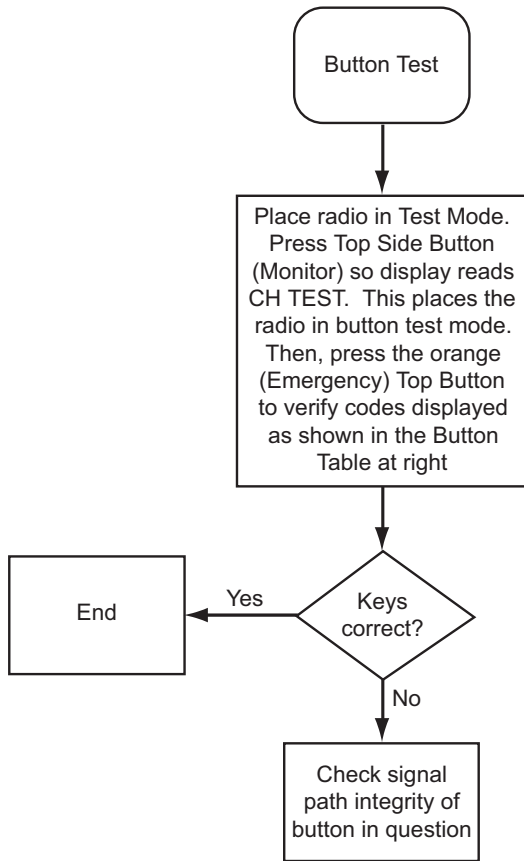 Button Test
Place radio in Test Mode.
Press Top Side Button
(Monitor) so display reads
CH TEST.  This places the
radio in button test mode.
Then, press the orange
(Emergency) Top Button
to verify codes displayed
as shown in the Button
Table at right
Keys
correct?
Yes
End
No
Check signal
path integrity of
button in question